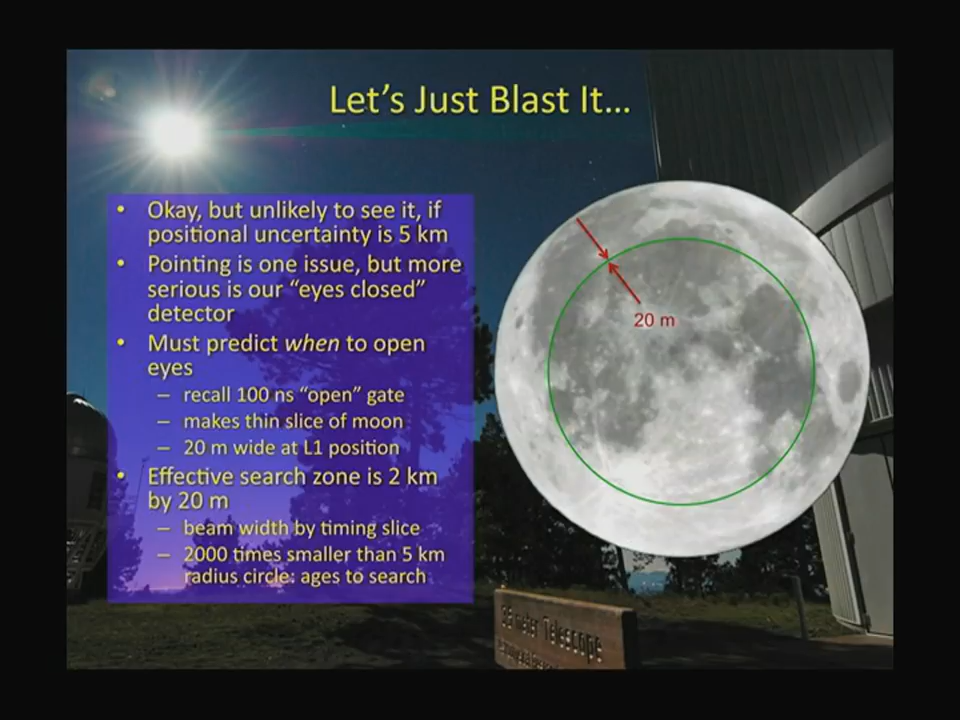 Let's Just Blast It...
• Okay, but unlikely to see it, if
positional uncertainty is 5 km
• Pointing is one issue, but more
serious is our "eyes closed"
detector
• Must predict when to open
eyes
– recall 100 ns "open" gate
– makes thin slice of moon
– 20 m wide at L1 position
• Effective search zone is 2 km
by 20 m
– beam width by timing slice
– 2000 times smaller than 5 km
radius circle: ages to search
20 m
meter Telescope